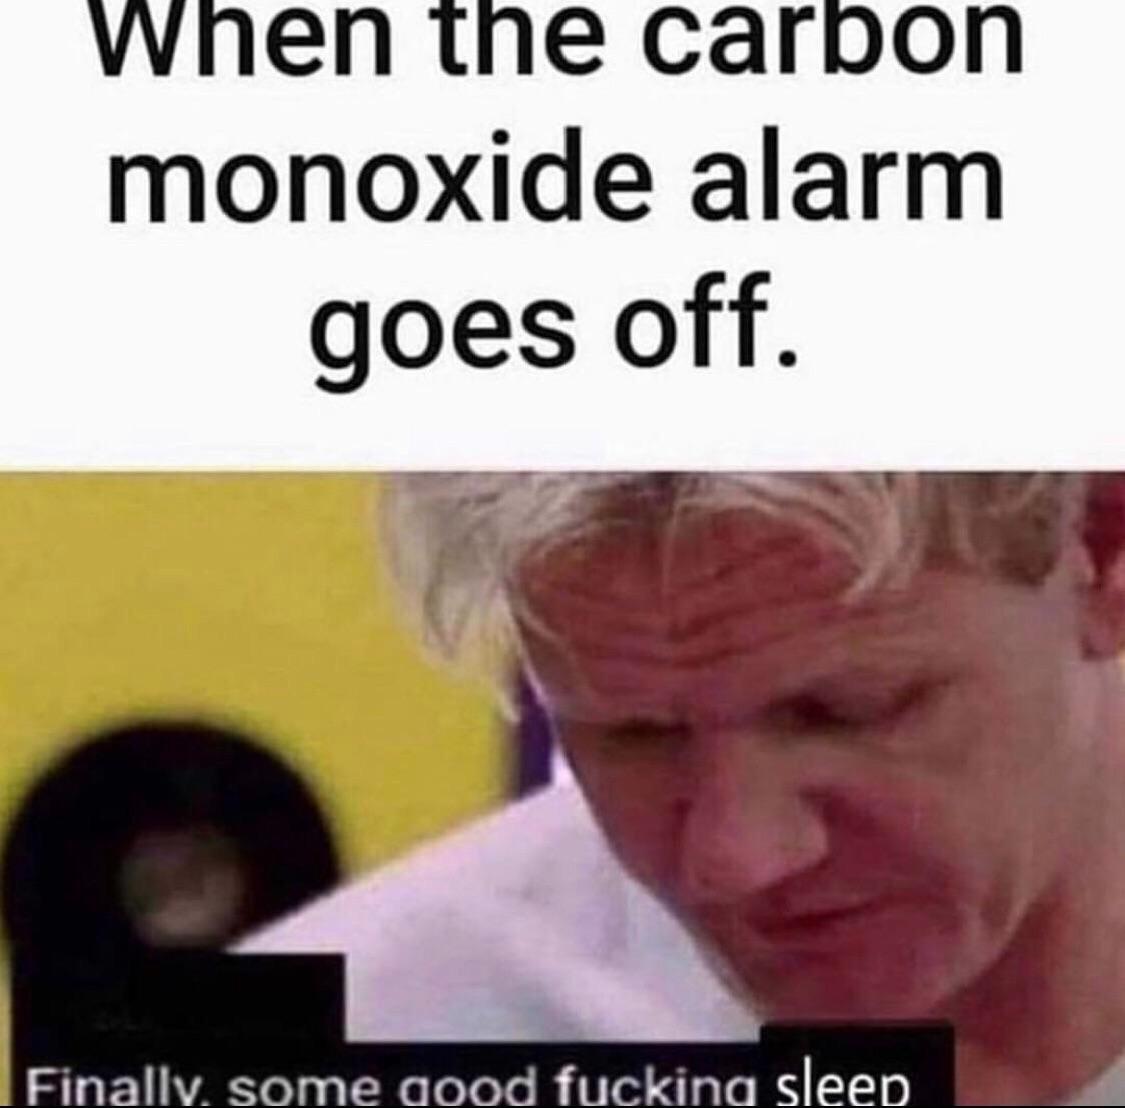 When the carbon
monoxide alarm
goes off.
Finally, some good fucking sleep